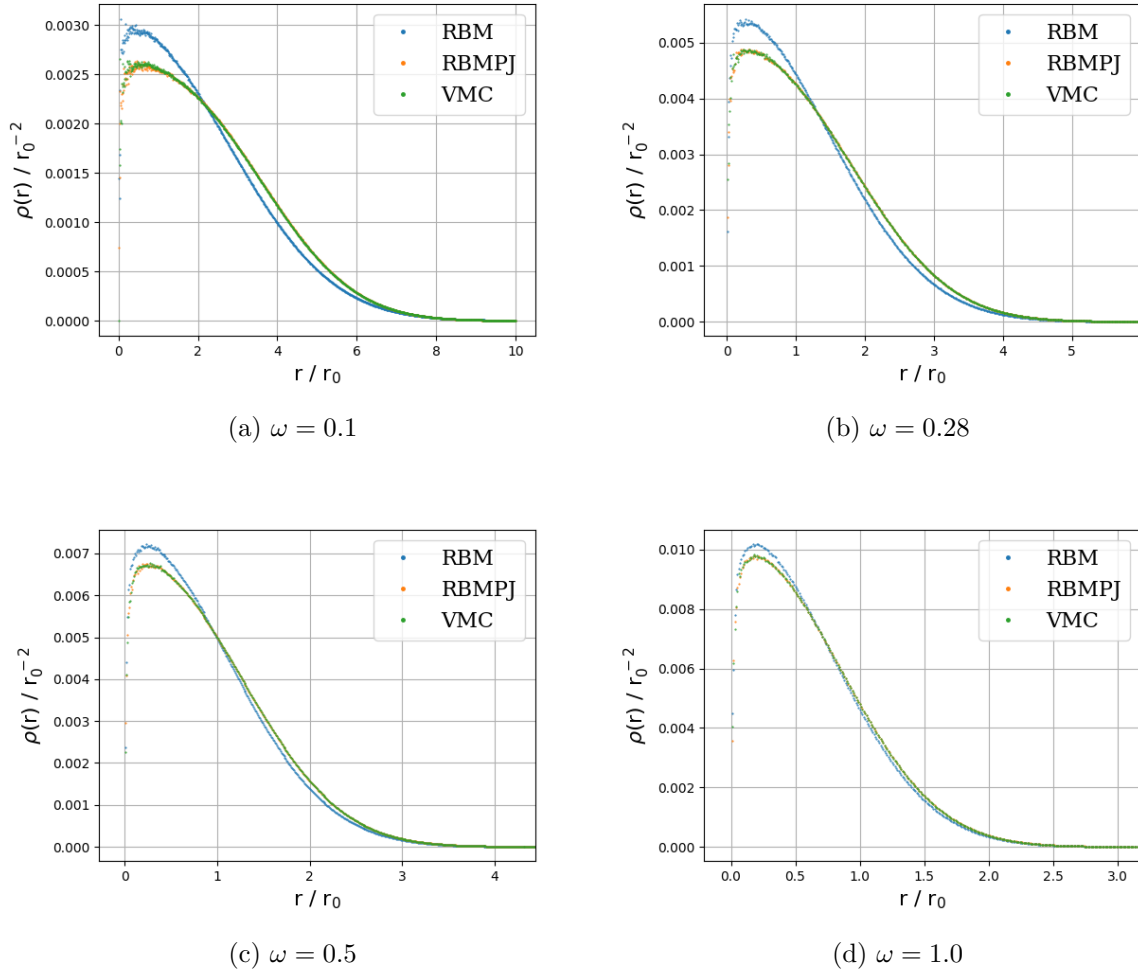 0.0030
0.0025
0.0020
0.0015
0.0010
0.0005
0.0000
ρ(r) / r₀⁻²
0 2 4 6 8 10
r / r₀
RBM
RBMPJ
VMC
(a) ω = 0.1
0.005
0.004
0.003
0.002
0.001
0.000
ρ(r) / r₀⁻²
0 1 2 3 4 5
r / r₀
RBM
RBMPJ
VMC
(b) ω = 0.28
0.007
0.006
0.005
0.004
0.003
0.002
0.001
0.000
ρ(r) / r₀⁻²
0 1 2 3 4
r / r₀
RBM
RBMPJ
VMC
(c) ω = 0.5
0.010
0.008
0.006
0.004
0.002
0.000
ρ(r) / r₀⁻²
0.0 0.5 1.0 1.5 2.0 2.5 3.0
r / r₀
RBM
RBMPJ
VMC
(d) ω = 1.0